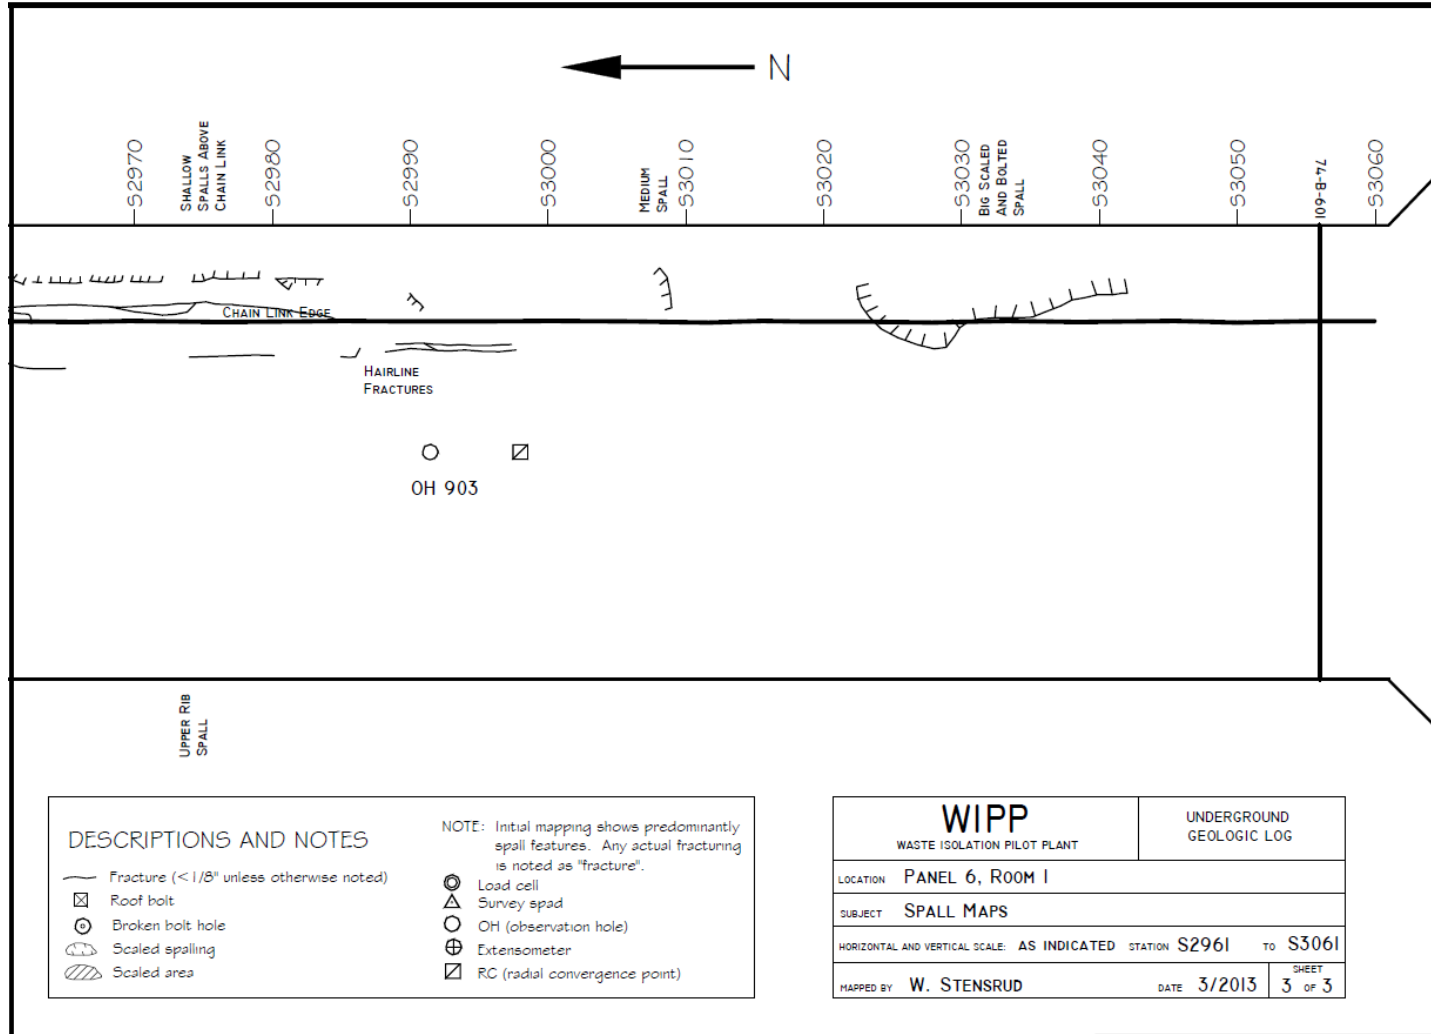 N
S2970
SHALLOW
SPALLS ABOVE
CHAIN LINK
S2980
S2990
S3000
MEDIUM
SPALL
S3010
S3020
S3030
BIG SCALED
AND BOLTED
SPALL
S3040
S3050
109-B-74
S3060
CHAIN LINK EDGE
HAIRLINE
FRACTURES
OH 903
UPPER RIB
SPALL
DESCRIPTIONS AND NOTES
Fracture (<1/8" unless otherwise noted)
Roof bolt
Broken bolt hole
Scaled spalling
Scaled area
NOTE: Initial mapping shows predominantly
spall features. Any actual fracturing
is noted as "fracture".
Load cell
Survey spad
OH (observation hole)
Extensometer
RC (radial convergence point)
WIPP
WASTE ISOLATION PILOT PLANT
UNDERGROUND
GEOLOGIC LOG
LOCATION PANEL 6, ROOM 1
SUBJECT SPALL MAPS
HORIZONTAL AND VERTICAL SCALE: AS INDICATED STATION S2961 TO S3061
MAPPED BY W. STENSRUD DATE 3/2013
SHEET
3 OF 3